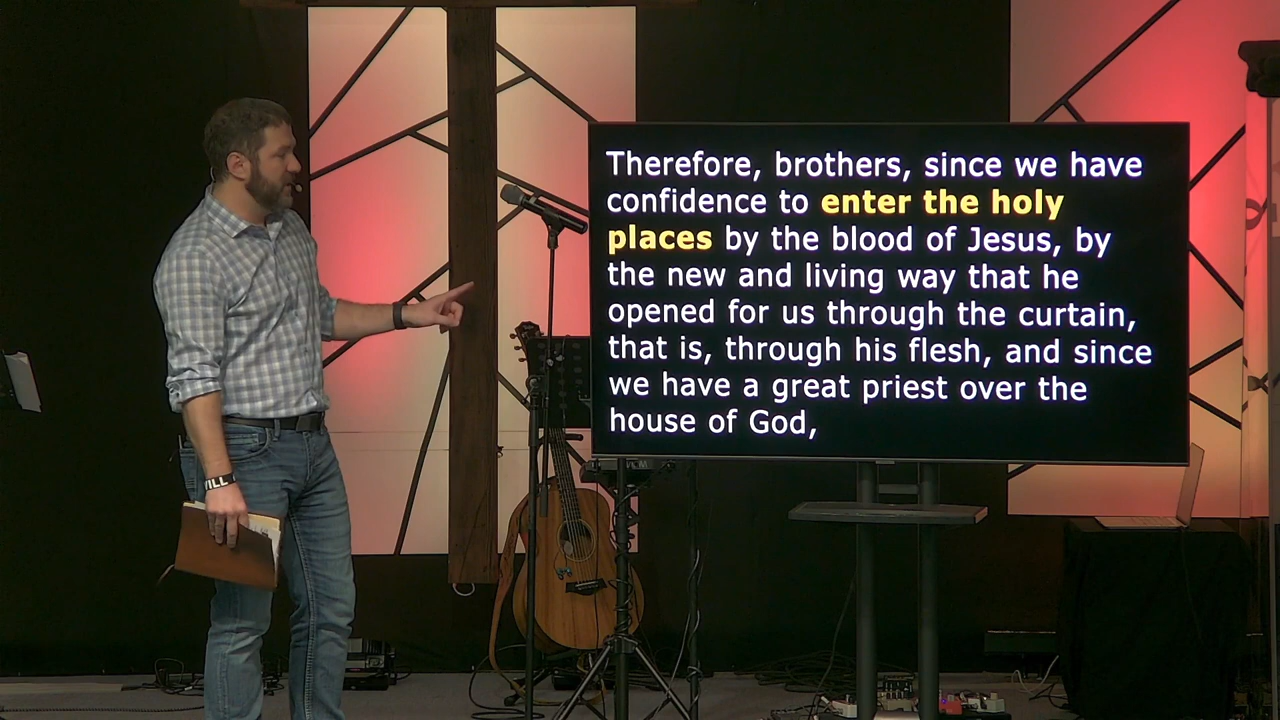 Therefore, brothers, since we have
confidence to enter the holy
places by the blood of Jesus, by
the new and living way that he
opened for us through the curtain,
that is, through his flesh, and since
we have a great priest over the
house of God,